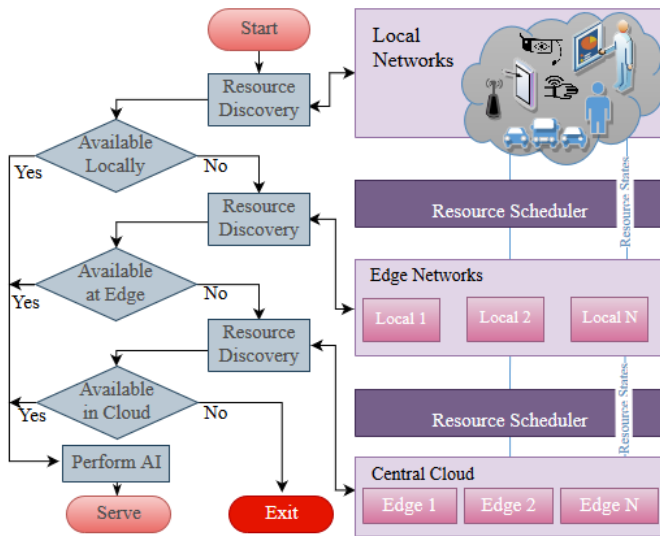 Start
Resource
Discovery
Available
Locally
Yes
No
Resource
Discovery
Available
at Edge
Yes
No
Resource
Discovery
Available
in Cloud
Yes
No
Perform AI
Serve
Exit
Local
Networks
Resource Scheduler
Resource States
Edge Networks
Local 1
Local 2
Local N
Resource Scheduler
Resource States
Central Cloud
Edge 1
Edge 2
Edge N